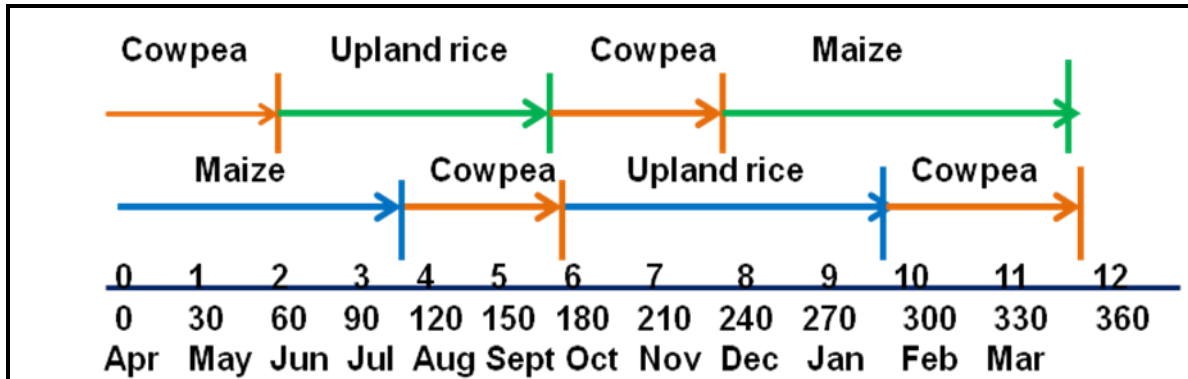 Cowpea Upland rice Cowpea Maize
Maize Cowpea Upland rice Cowpea
0 1 2 3 4 5 6 7 8 9 10 11 12
0 30 60 90 120 150 180 210 240 270 300 330 360
Apr May Jun Jul Aug Sept Oct Nov Dec Jan Feb Mar